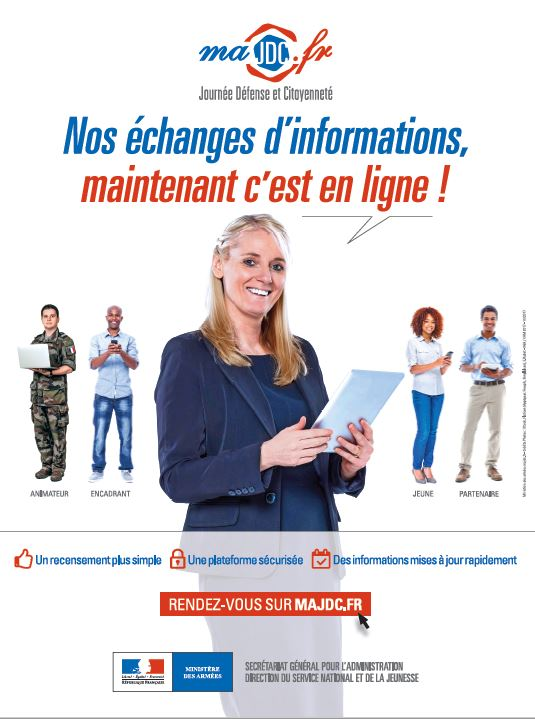 maJDC.fr
Journée Défense et Citoyenneté
Nos échanges d'informations,
maintenant c'est en ligne !
ANIMATEUR
ENCADRANT
JEUNE
PARTENAIRE
Un recensement plus simple
Une plateforme sécurisée
Des informations mises à jour rapidement
RENDEZ-VOUS SUR MAJDC.FR
Liberté • Égalité • Fraternité
RÉPUBLIQUE FRANÇAISE
MINISTÈRE
DES ARMÉES
SECRÉTARIAT GÉNÉRAL POUR L'ADMINISTRATION
DIRECTION DU SERVICE NATIONAL ET DE LA JEUNESSE